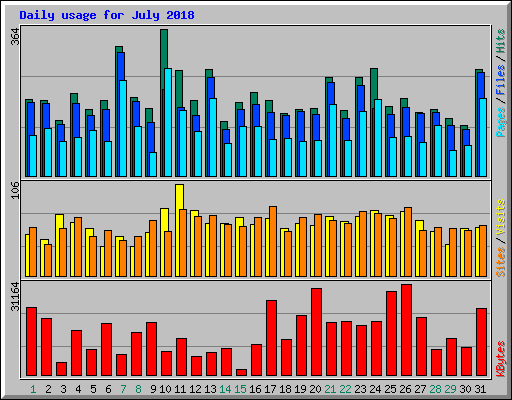 Daily usage for July 2018
364
Pages / Files / Hits
106
Sites / Visits
31164
KBytes
1 2 3 4 5 6 7 8 9 10 11 12 13 14 15 16 17 18 19 20 21 22 23 24 25 26 27 28 29 30 31